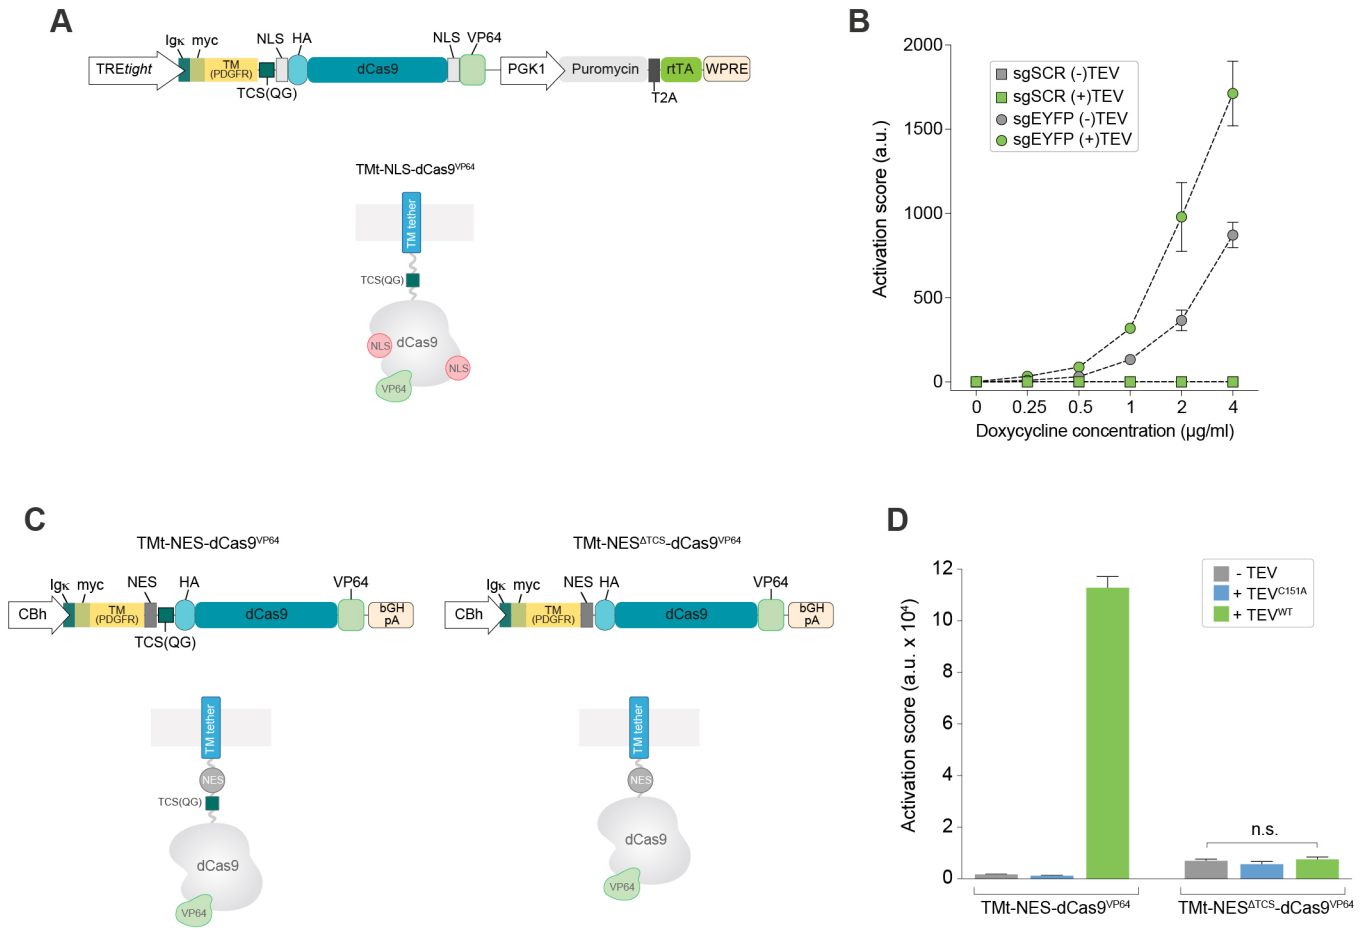 A
Igκ myc NLS HA NLS VP64
TREtight TM (PDGFR) dCas9 PGK1 Puromycin rtTA WPRE
TCS(QG) T2A
TMt-NLS-dCas9VP64
TM tether
TCS(QG)
NLS dCas9
NLS
VP64
B
2000
1500
1000
500
0
Activation score (a.u.)
sgSCR (-)TEV
sgSCR (+)TEV
sgEYFP (-)TEV
sgEYFP (+)TEV
0 0.25 0.5 1 2 4
Doxycycline concentration (µg/ml)
C
TMt-NES-dCas9VP64
Igκ myc NES HA VP64
CBh TM (PDGFR) dCas9 bGH pA
TCS(QG)
TM tether
NES
TCS(QG)
dCas9
VP64
TMt-NESΔTCS-dCas9VP64
Igκ myc NES HA VP64
CBh TM (PDGFR) dCas9 bGH pA
TM tether
NES
dCas9
VP64
D
12
10
8
6
4
2
0
Activation score (a.u. x 10⁴)
- TEV
+ TEVC151A
+ TEVWT
n.s.
TMt-NES-dCas9VP64
TMt-NESΔTCS-dCas9VP64